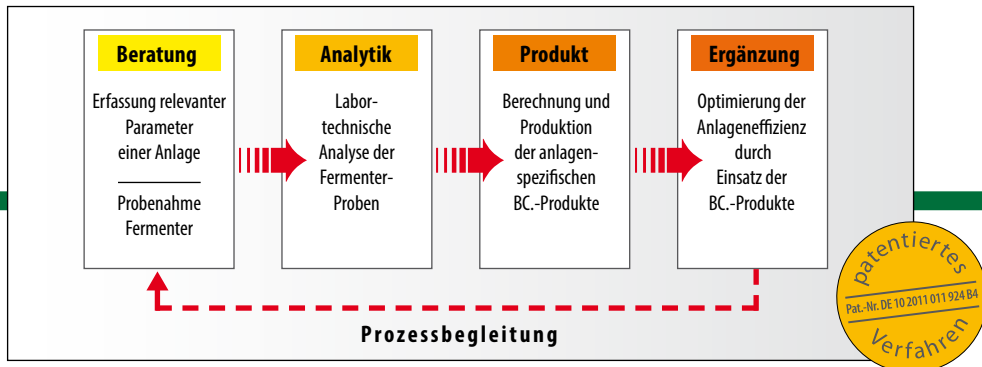 Beratung
Erfassung relevanter
Parameter
einer Anlage
Probenahme
Fermenter
Analytik
Labor-
technische
Analyse der
Fermenter-
Proben
Produkt
Berechnung und
Produktion
der anlagen-
spezifischen
BC.-Produkte
Ergänzung
Optimierung der
Anlageneffizienz
durch
Einsatz der
BC.-Produkte
Prozessbegleitung
patentiertes
Pat.-Nr. DE 10 2011 011 924 B4
Verfahren